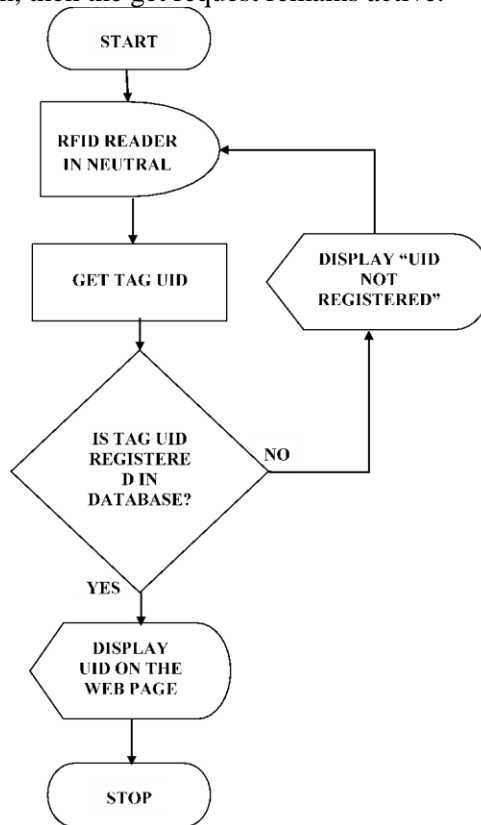 then the get request remains active.
START
RFID READER
IN NEUTRAL
GET TAG UID
DISPLAY “UID
NOT
REGISTERED”
IS TAG UID
REGISTERE
D IN
DATABASE?
NO
YES
DISPLAY
UID ON THE
WEB PAGE
STOP